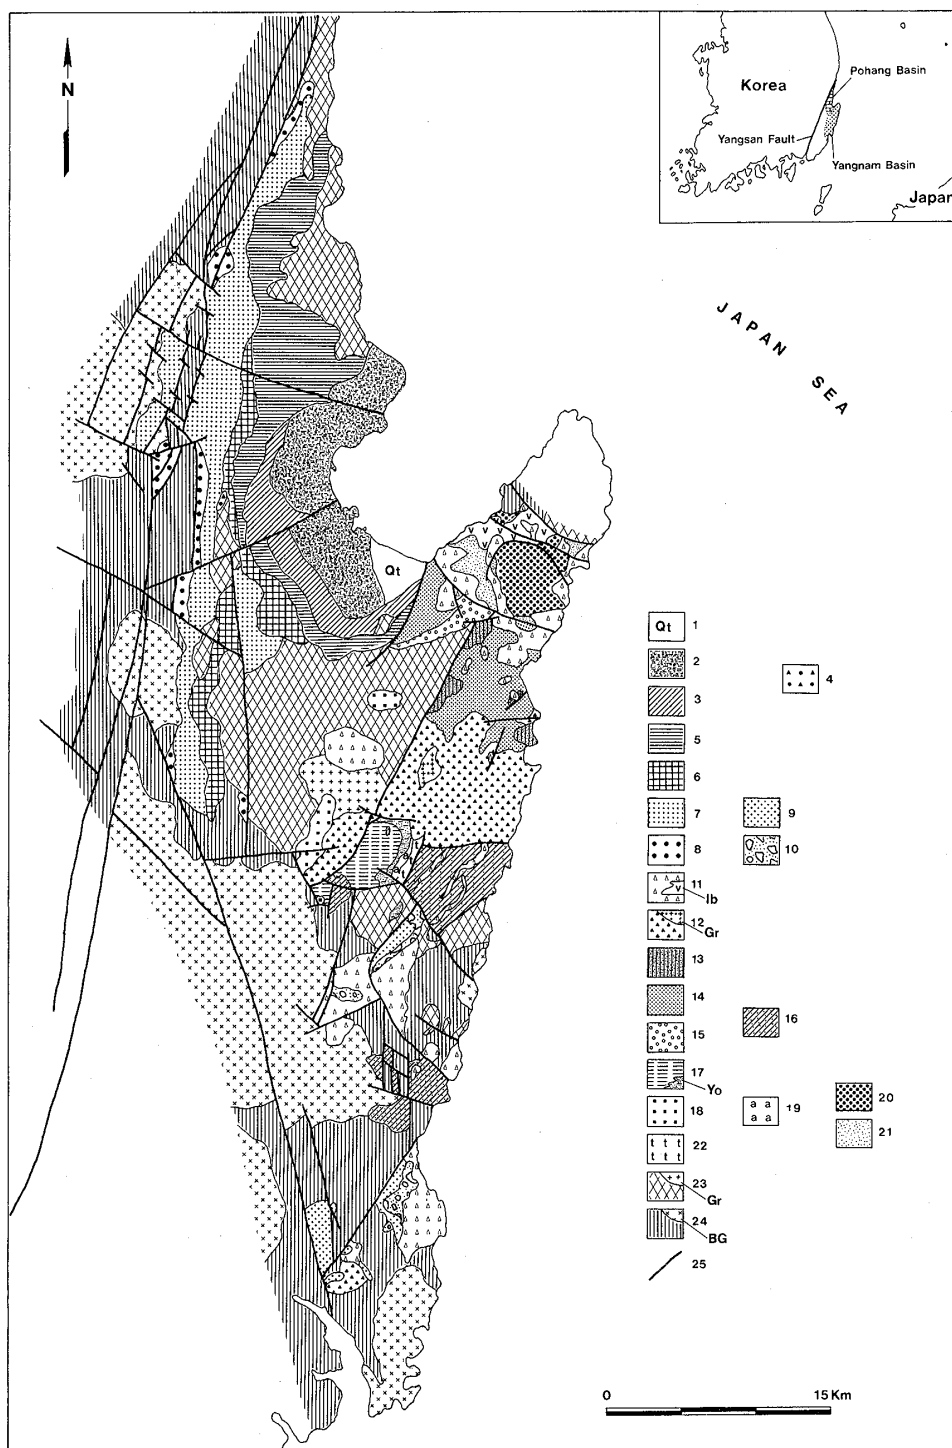 N
Korea
Pohang Basin
Yangsan Fault
Yangnam Basin
Japan
JAPAN SEA
Qt
Qt 1
2
4
3
5
6
7
9
8
10
11
Ib
12
Gr
13
14
16
15
17
Yo
18
a a
a a
19
20
21
t t t
t t t
22
23
Gr
24
BG
25
0 15 Km